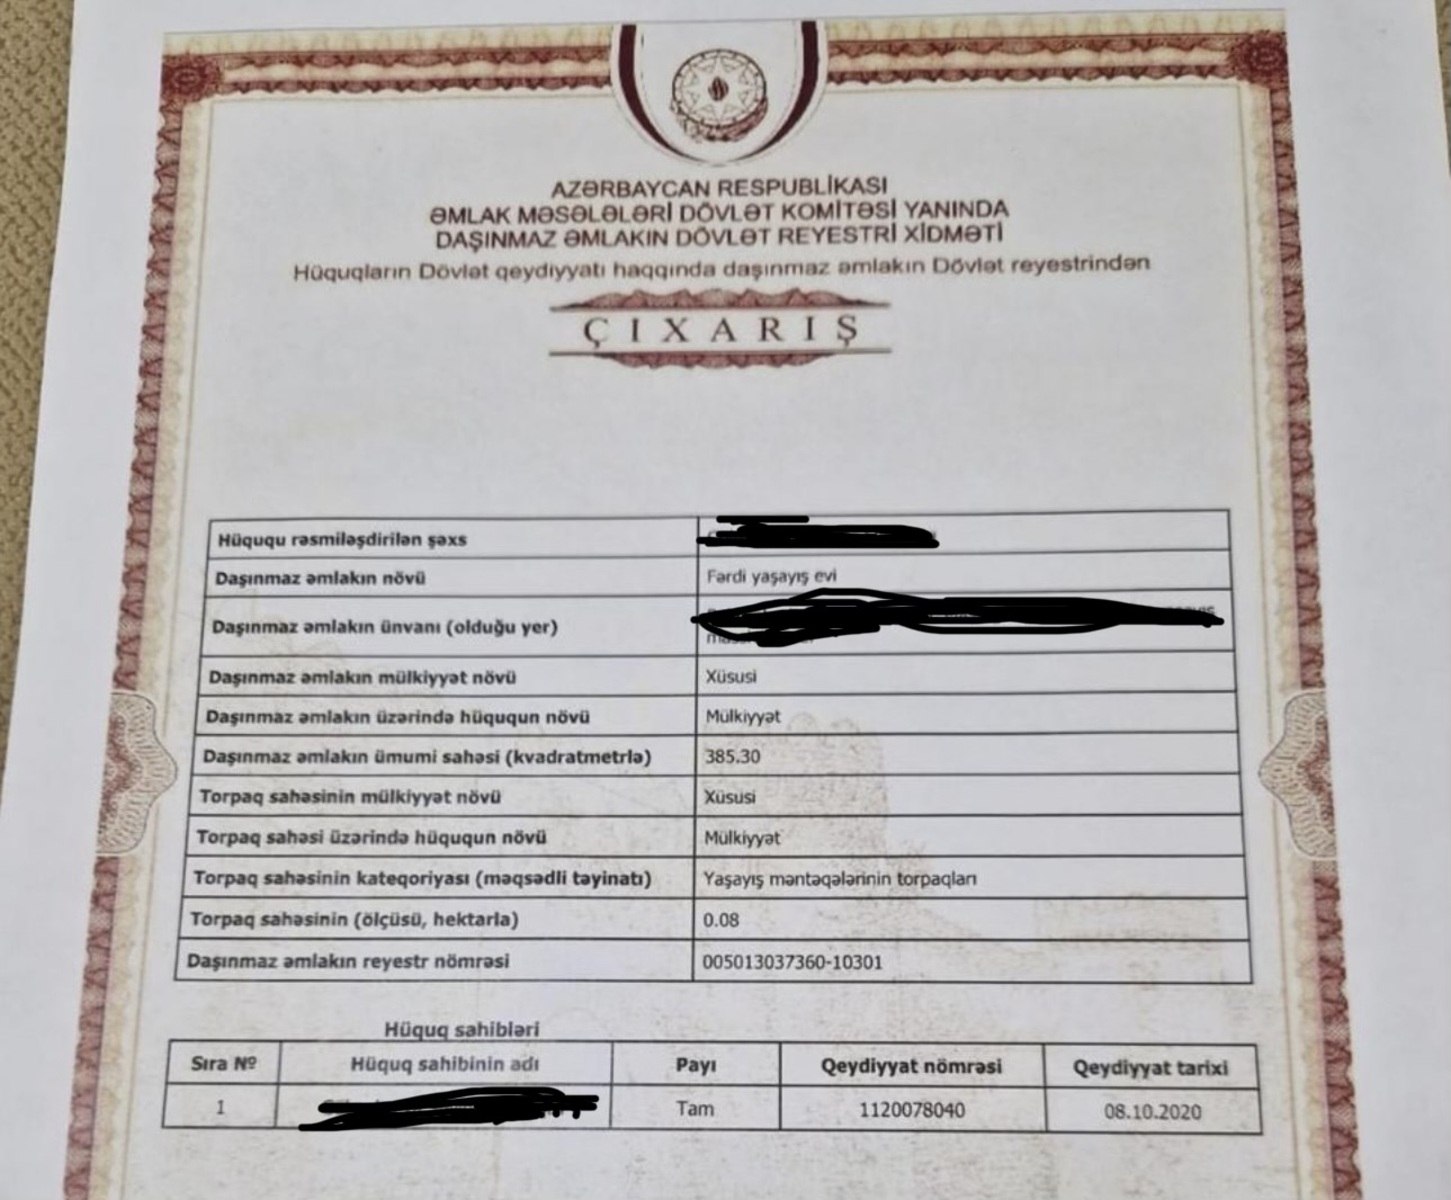 AZƏRBAYCAN RESPUBLİKASI
ƏMLAK MƏSƏLƏLƏRİ DÖVLƏT KOMİTƏSİ YANINDA
DAŞINMAZ ƏMLAKIN DÖVLƏT REYESTRİ XİDMƏTİ
Hüquqların Dövlət qeydiyyatı haqqında daşınmaz əmlakın Dövlət reyestrindən
ÇIXARIŞ
Hüququ rəsmiləşdirilən şəxs
Daşınmaz əmlakın növü Fərdi yaşayış evi
Daşınmaz əmlakın ünvanı (olduğu yer)
Daşınmaz əmlakın mülkiyyət növü Xüsusi
Daşınmaz əmlakın üzərində hüququn növü Mülkiyyət
Daşınmaz əmlakın ümumi sahəsi (kvadratmetrlə) 385.30
Torpaq sahəsinin mülkiyyət növü Xüsusi
Torpaq sahəsi üzərində hüququn növü Mülkiyyət
Torpaq sahəsinin kateqoriyası (məqsədli təyinatı) Yaşayış məntəqələrinin torpaqları
Torpaq sahəsinin (ölçüsü, hektarla) 0.08
Daşınmaz əmlakın reyestr nömrəsi 005013037360-10301
Hüquq sahibləri
Sıra № Hüquq sahibinin adı Payı Qeydiyyat nömrəsi Qeydiyyat tarixi
1 Tam 1120078040 08.10.2020